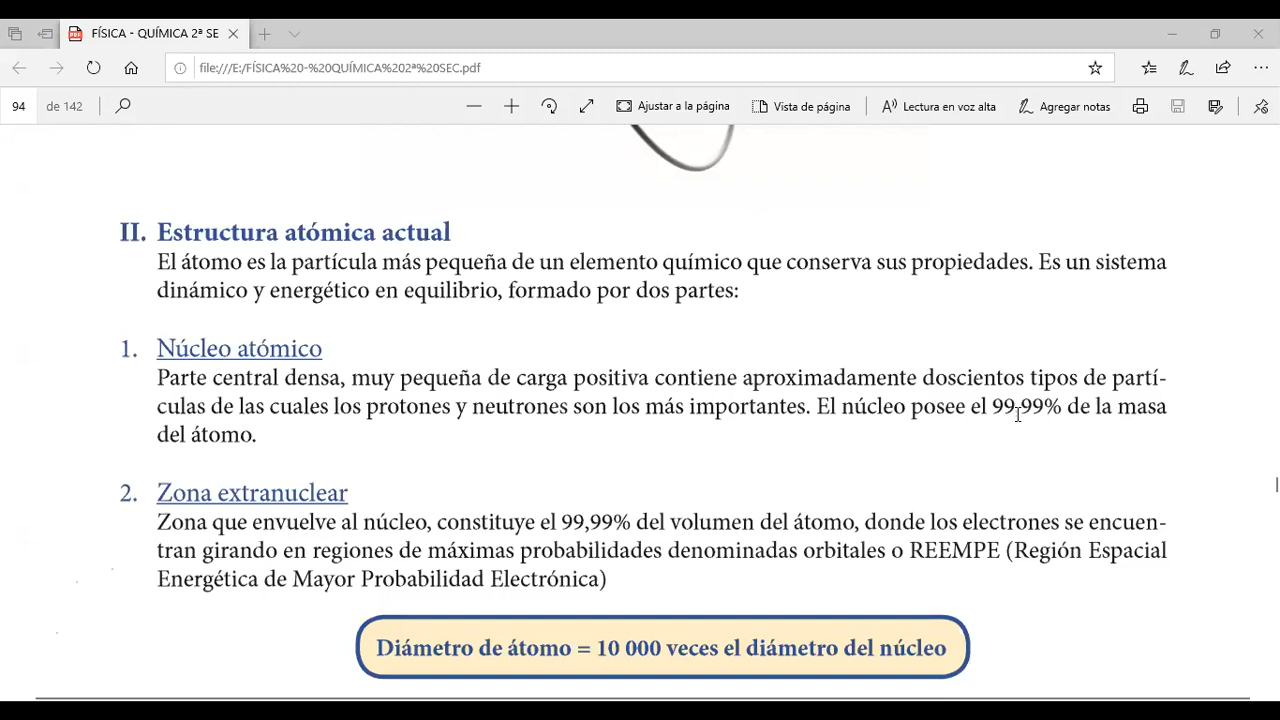 FÍSICA - QUÍMICA 2ª SE
file:///E:/FÍSICA%20-%20QUÍMICA%202ª%20SEC.pdf
94 de 142 Ajustar a la página Vista de página Lectura en voz alta Agregar notas
II. Estructura atómica actual
El átomo es la partícula más pequeña de un elemento químico que conserva sus propiedades. Es un sistema
dinámico y energético en equilibrio, formado por dos partes:
1. Núcleo atómico
Parte central densa, muy pequeña de carga positiva contiene aproximadamente doscientos tipos de partí-
culas de las cuales los protones y neutrones son los más importantes. El núcleo posee el 99,99% de la masa
del átomo.
2. Zona extranuclear
Zona que envuelve al núcleo, constituye el 99,99% del volumen del átomo, donde los electrones se encuen-
tran girando en regiones de máximas probabilidades denominadas orbitales o REEMPE (Región Espacial
Energética de Mayor Probabilidad Electrónica)
Diámetro de átomo = 10 000 veces el diámetro del núcleo